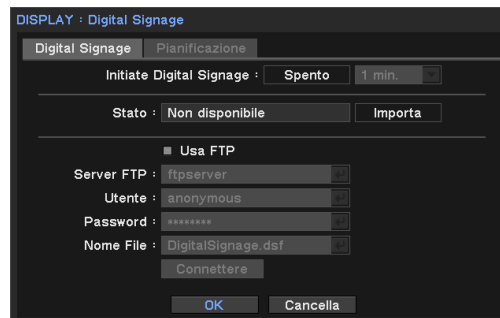 DISPLAY : Digital Signage
Digital Signage Pianificazione
Initiate Digital Signage : Spento 1 min.
Stato : Non disponibile Importa
Usa FTP
Server FTP : ftpserver
Utente : anonymous
Password : ********
Nome File : DigitalSignage.dsf
Connettere
OK Cancella